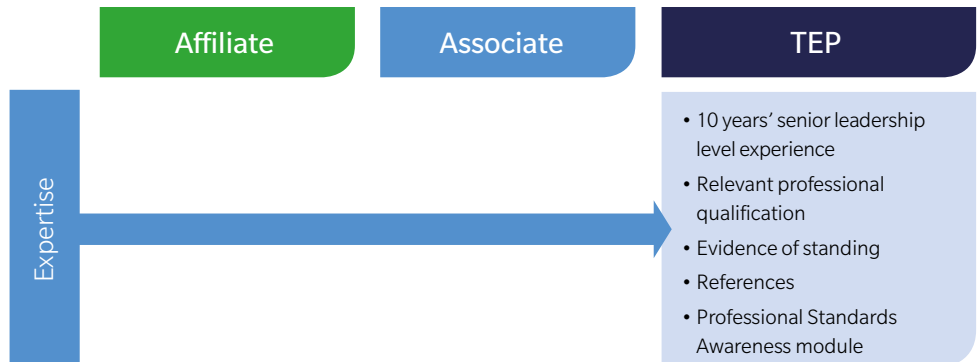 Affiliate
Associate
TEP
Expertise
• 10 years’ senior leadership
level experience
• Relevant professional
qualification
• Evidence of standing
• References
• Professional Standards
Awareness module